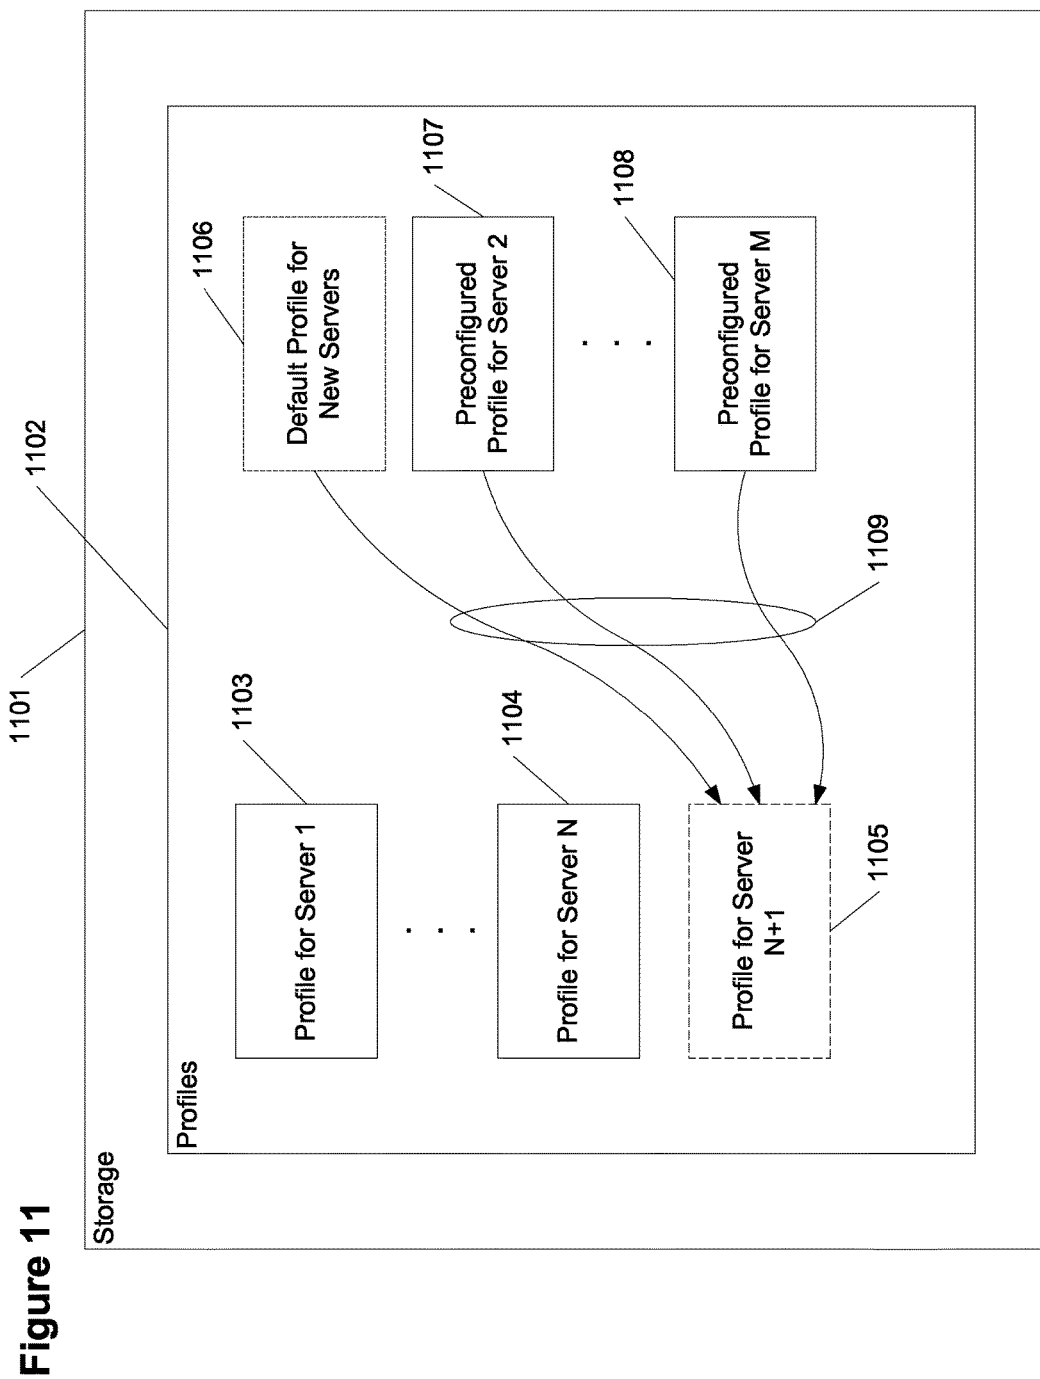 Figure 11
1101
1102
Storage
Profiles
1103
Profile for Server 1
. . .
1104
Profile for Server N
Profile for Server
N+1
1105
1106
Default Profile for
New Servers
1107
Preconfigured
Profile for Server 2
. . .
1108
Preconfigured
Profile for Server M
1109